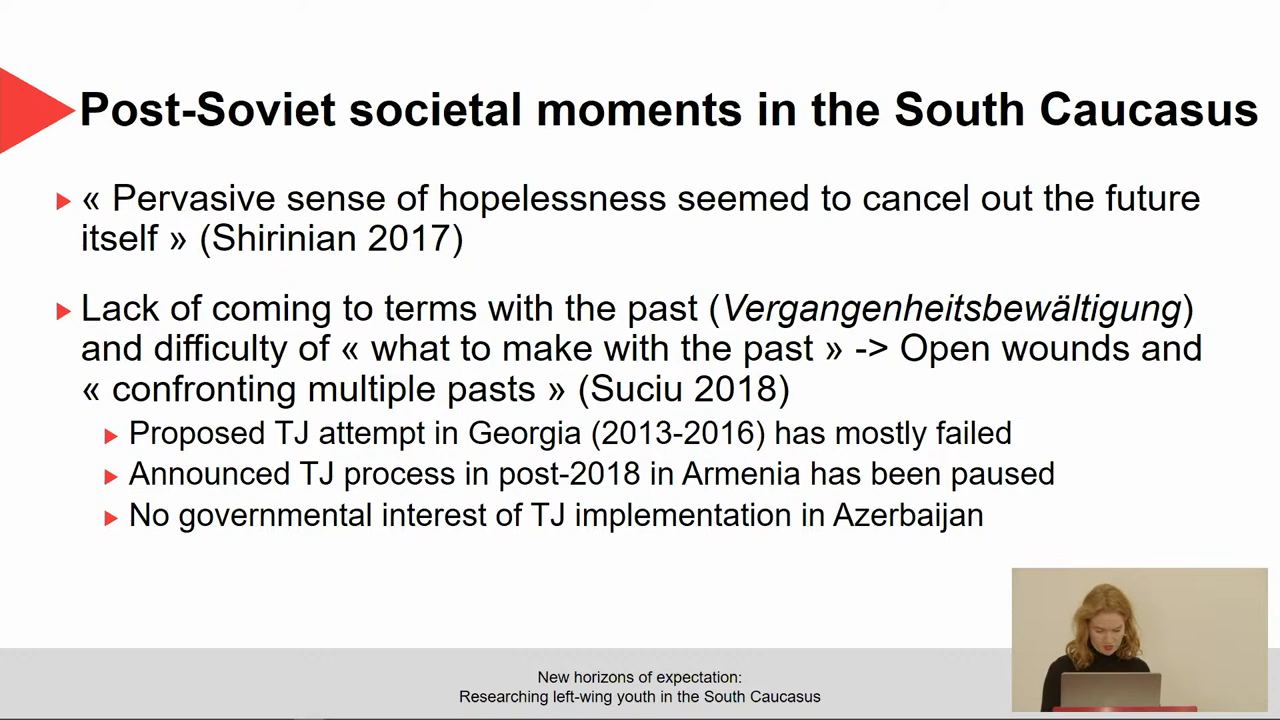 Post-Soviet societal moments in the South Caucasus
« Pervasive sense of hopelessness seemed to cancel out the future
itself » (Shirinian 2017)
Lack of coming to terms with the past (Vergangenheitsbewältigung)
and difficulty of « what to make with the past » -> Open wounds and
« confronting multiple pasts » (Suciu 2018)
Proposed TJ attempt in Georgia (2013-2016) has mostly failed
Announced TJ process in post-2018 in Armenia has been paused
No governmental interest of TJ implementation in Azerbaijan
New horizons of expectation:
Researching left-wing youth in the South Caucasus